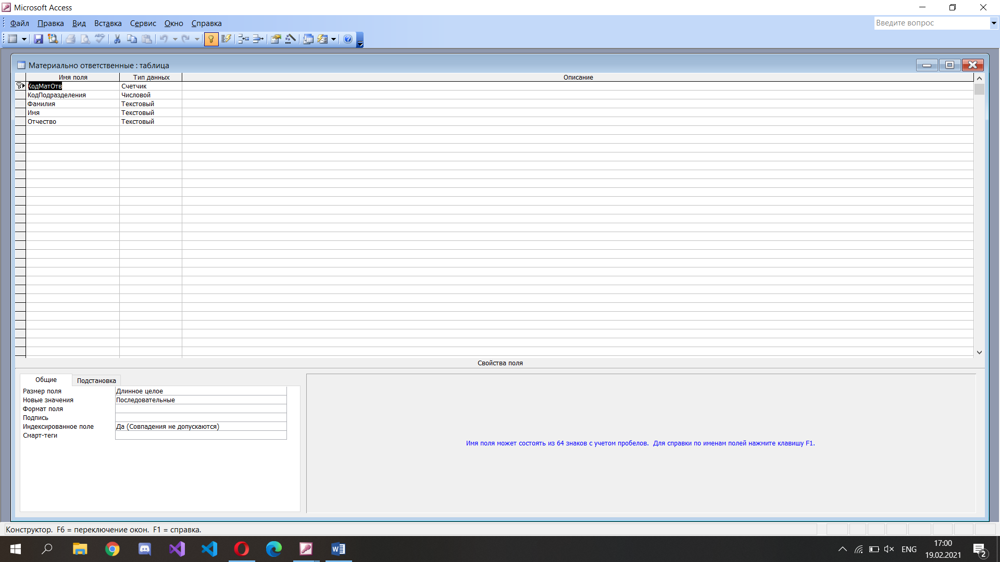 Microsoft Access
Файл Правка Вид Вставка Сервис Окно Справка
Введите вопрос
Материально ответственные : таблица
Имя поля Тип данных Описание
КодМатОтв Счетчик
КодПодразделения Числовой
Фамилия Текстовый
Имя Текстовый
Отчество Текстовый
Свойства поля
Общие Подстановка
Размер поля Длинное целое
Новые значения Последовательные
Формат поля
Подпись
Индексированное поле Да (Совпадения не допускаются)
Смарт-теги
Имя поля может состоять из 64 знаков с учетом пробелов. Для справки по именам полей нажмите клавишу F1.
Конструктор. F6 = переключение окон. F1 = справка.
ENG
17:00
19.02.2021
2